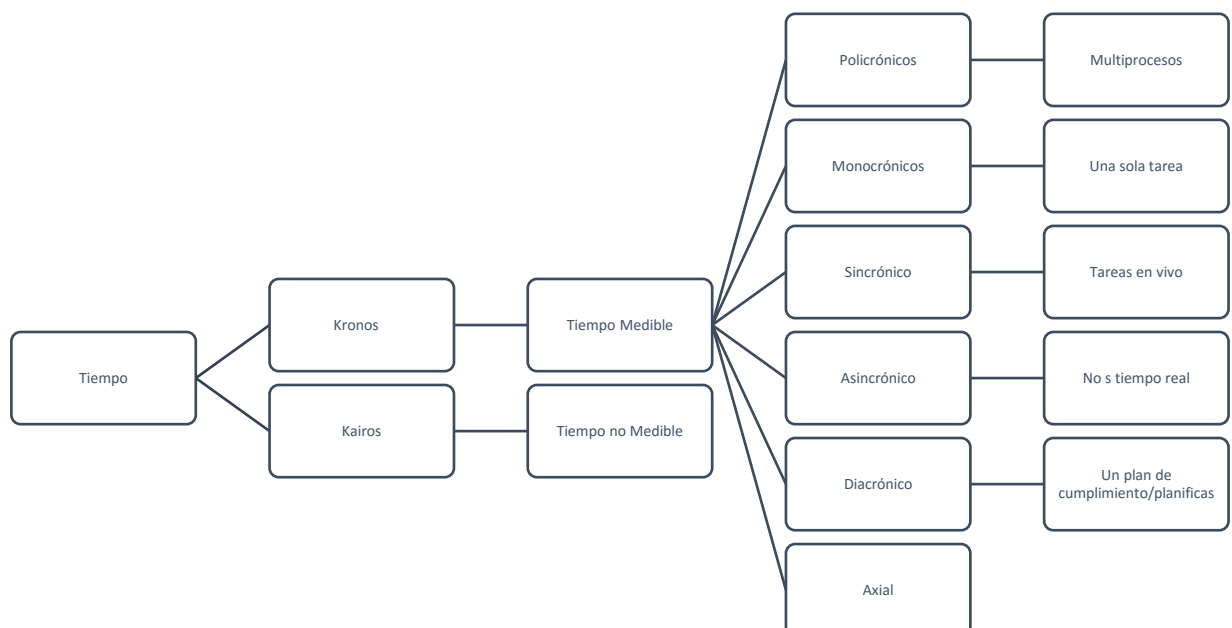 Tiempo
Kronos
Tiempo Medible
Policrónicos
Multiprocesos
Monocrónicos
Una sola tarea
Sincrónico
Tareas en vivo
Asincrónico
No s tiempo real
Diacrónico
Un plan de
cumplimiento/planificas
Axial
Kairos
Tiempo no Medible